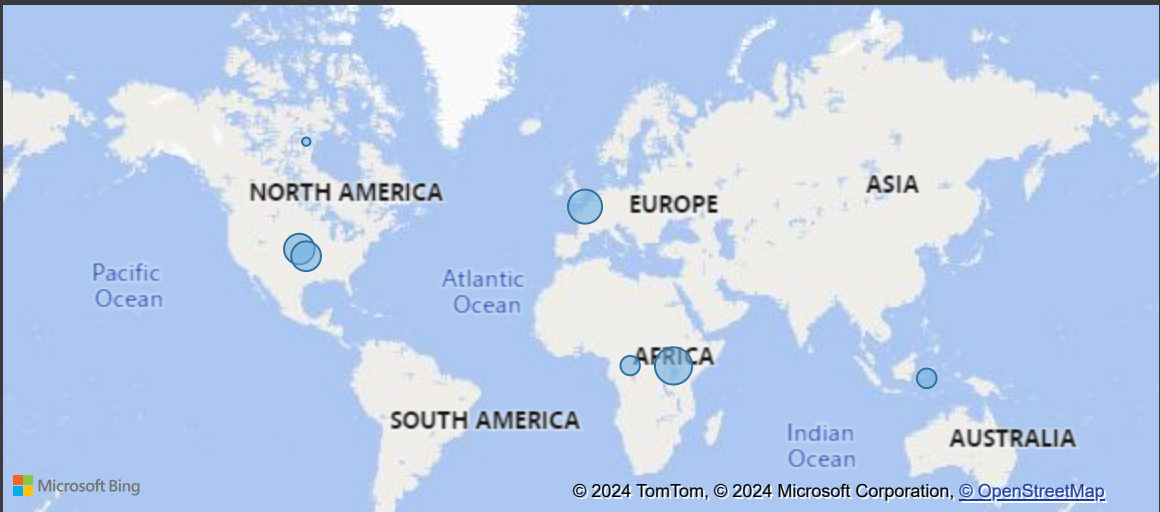 NORTH AMERICA
EUROPE
ASIA
Pacific
Ocean
Atlantic
Ocean
AFRICA
SOUTH AMERICA
Indian
Ocean
AUSTRALIA
Microsoft Bing
© 2024 TomTom, © 2024 Microsoft Corporation, © OpenStreetMap